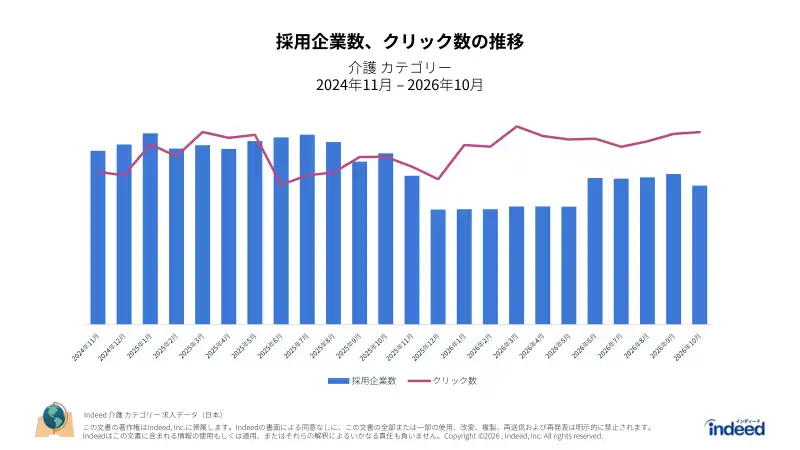 採用企業数、クリック数の推移
介護 カテゴリー
2024年11月 – 2026年10月
2024年11月
2024年12月
2025年1月
2025年2月
2025年3月
2025年4月
2025年5月
2025年6月
2025年7月
2025年8月
2025年9月
2025年10月
2025年11月
2025年12月
2026年1月
2026年2月
2026年3月
2026年4月
2026年5月
2026年6月
2026年7月
2026年8月
2026年9月
2026年10月
採用企業数 クリック数
Indeed 介護 カテゴリー 求人データ（日本）
この文書の著作権はIndeed, Inc.に帰属します。Indeedの書面による同意なしに、この文書の全部または一部の使用、改変、複製、再送信および再発表は明示的に禁止されます。
Indeedはこの文書に含まれる情報の使用もしくは適用、またはそれらの解釈によるいかなる責任も負いません。Copyright ©2026 , Indeed, Inc. All rights reserved.
インディード
indeed